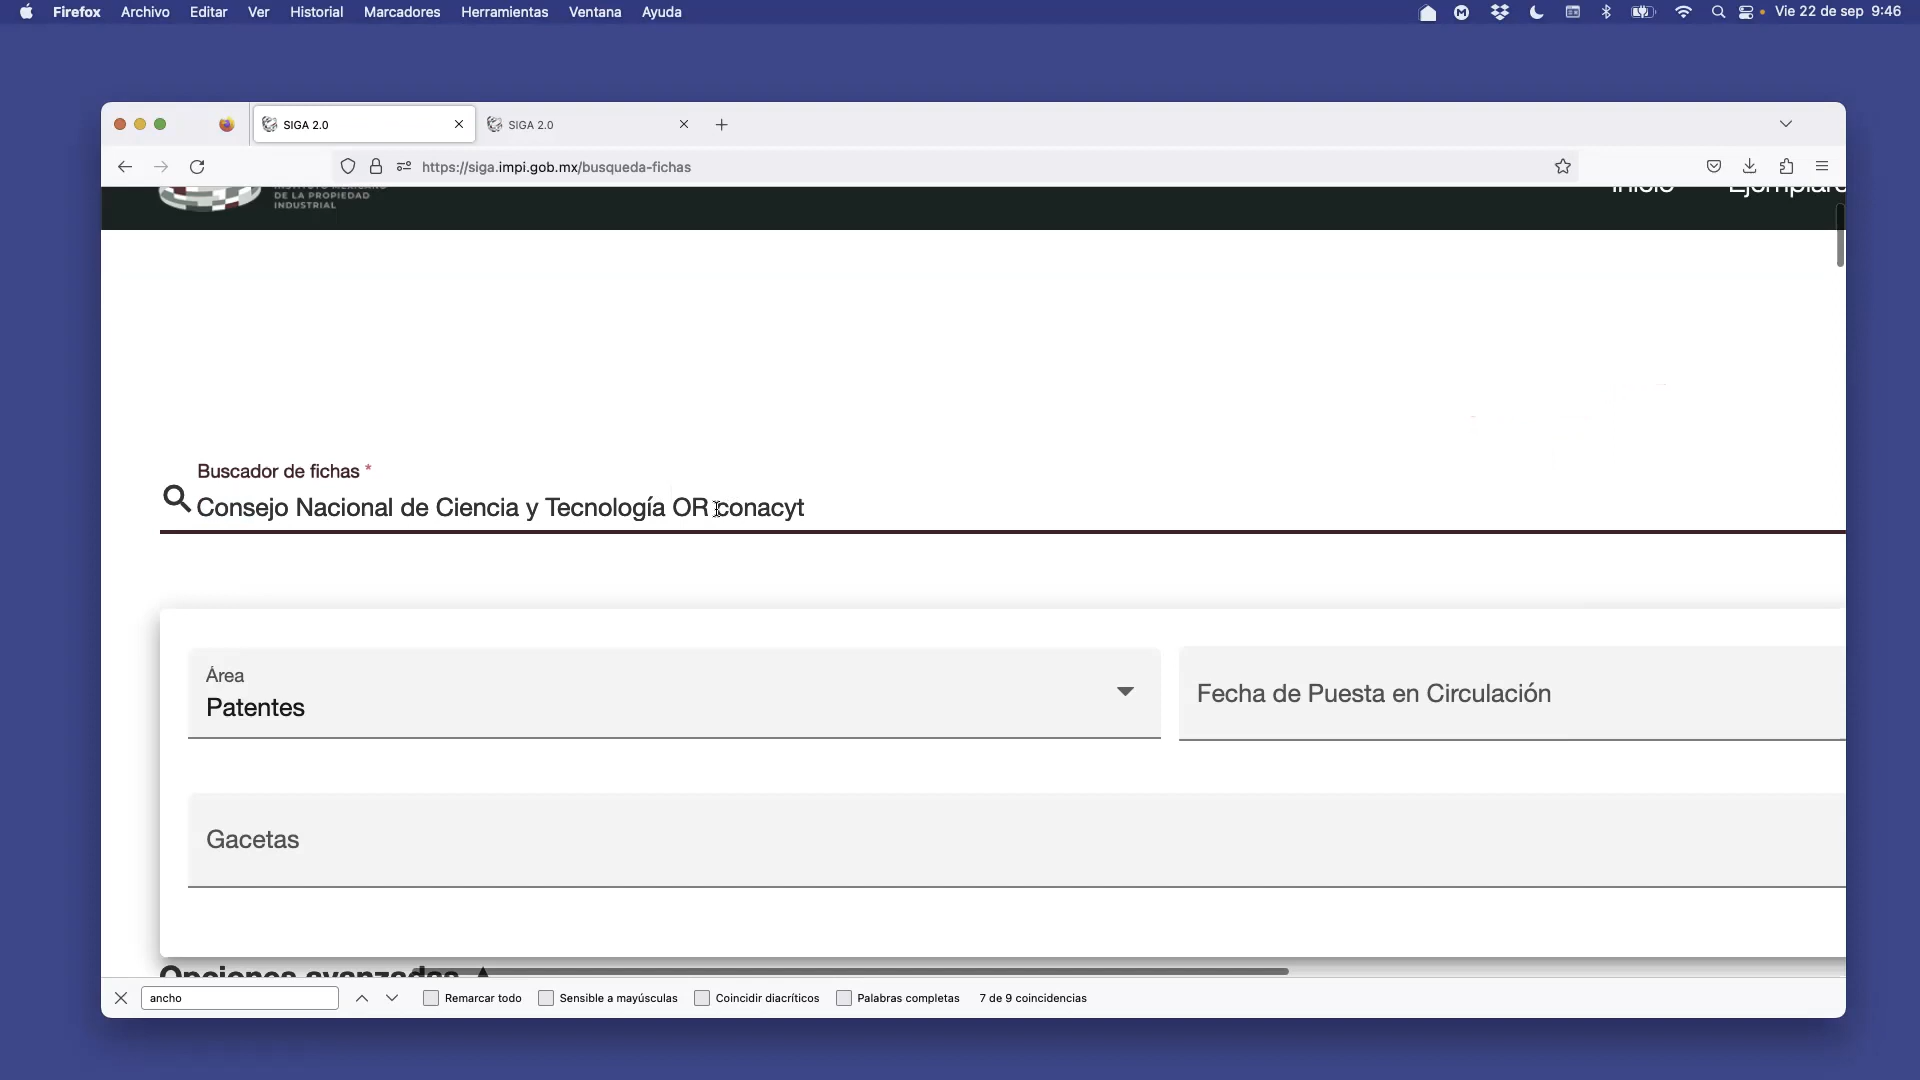 Firefox Archivo Editar Ver Historial Marcadores Herramientas Ventana Ayuda
Vie 22 de sep 9:46
SIGA 2.0
SIGA 2.0
https://siga.impi.gob.mx/busqueda-fichas
DE LA PROPIEDAD
INDUSTRIAL
Inicio
Buscador de fichas *
Consejo Nacional de Ciencia y Tecnología OR conacyt
Área
Patentes
Fecha de Puesta en Circulación
Gacetas
Opciones avanzadas
ancho
Remarcar todo
Sensible a mayúsculas
Coincidir diacríticos
Palabras completas
7 de 9 coincidencias